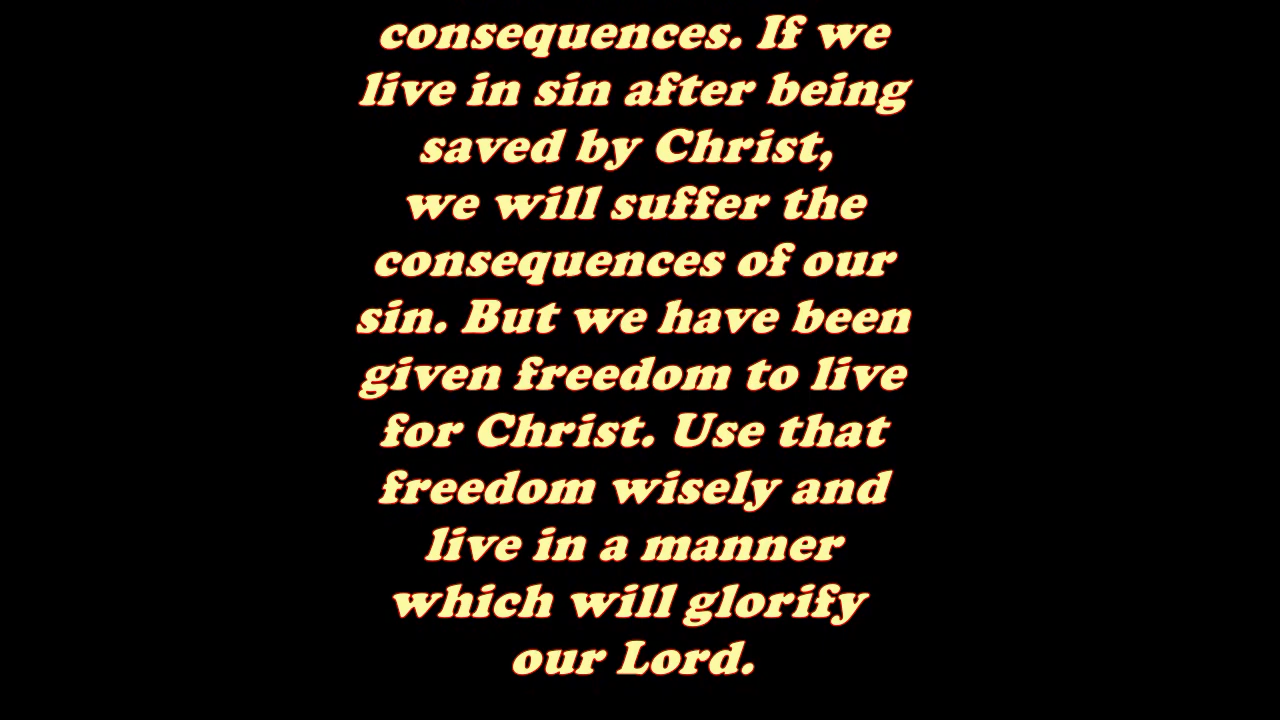 consequences. If we
live in sin after being
saved by Christ,
we will suffer the
consequences of our
sin. But we have been
given freedom to live
for Christ. Use that
freedom wisely and
live in a manner
which will glorify
our Lord.